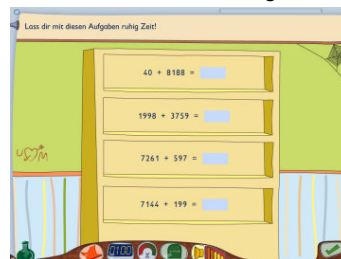 Lass dir mit diesen Aufgaben ruhig Zeit!
40 + 8188 =
1998 + 3759 =
7261 + 597 =
7144 + 199 =